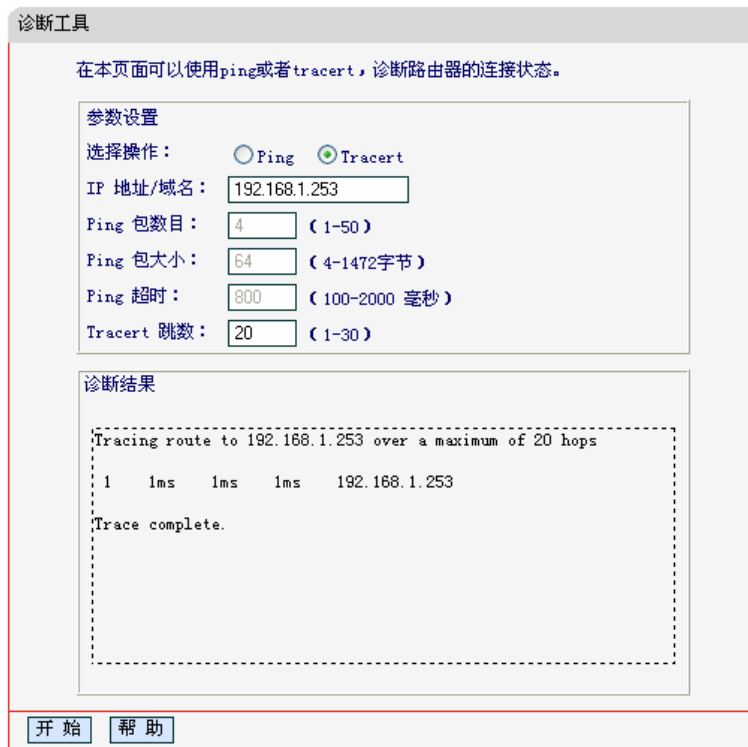 诊断工具
在本页面可以使用ping或者tracert，诊断路由器的连接状态。
参数设置
选择操作： Ping Tracert
IP 地址/域名： 192.168.1.253
Ping 包数目： 4 （1-50）
Ping 包大小： 64 （4-1472字节）
Ping 超时： 800 （100-2000 毫秒）
Tracert 跳数： 20 （1-30）
诊断结果
Tracing route to 192.168.1.253 over a maximum of 20 hops
1 1ms 1ms 1ms 192.168.1.253
Trace complete.
开 始 帮 助